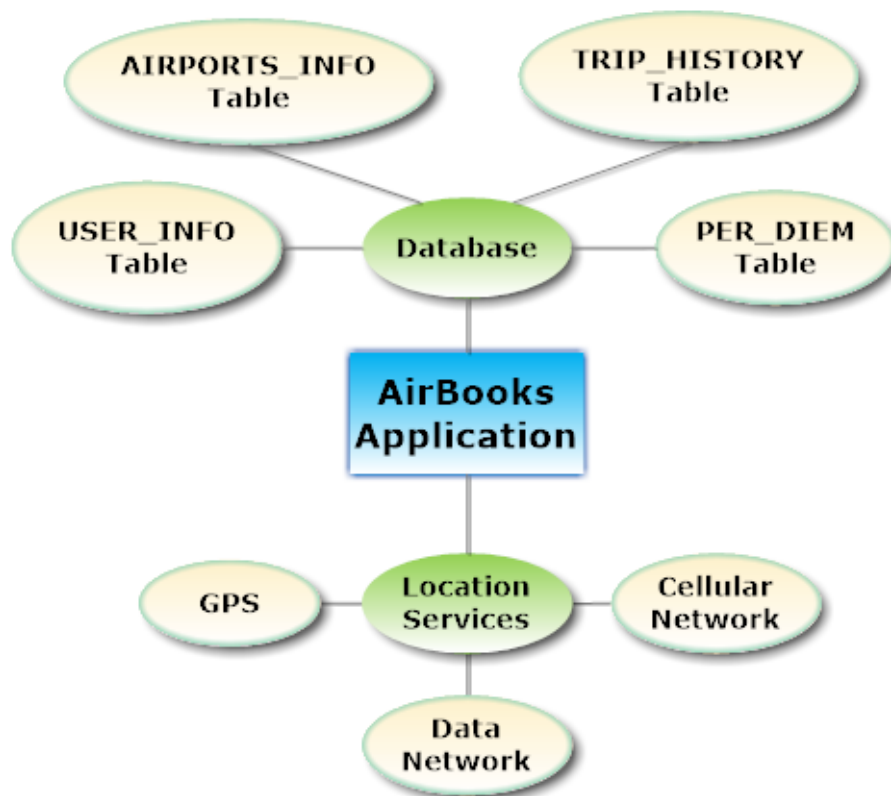 AIRPORTS_INFO
Table
TRIP_HISTORY
Table
USER_INFO
Table
Database
PER_DIEM
Table
AirBooks
Application
GPS
Location
Services
Cellular
Network
Data
Network